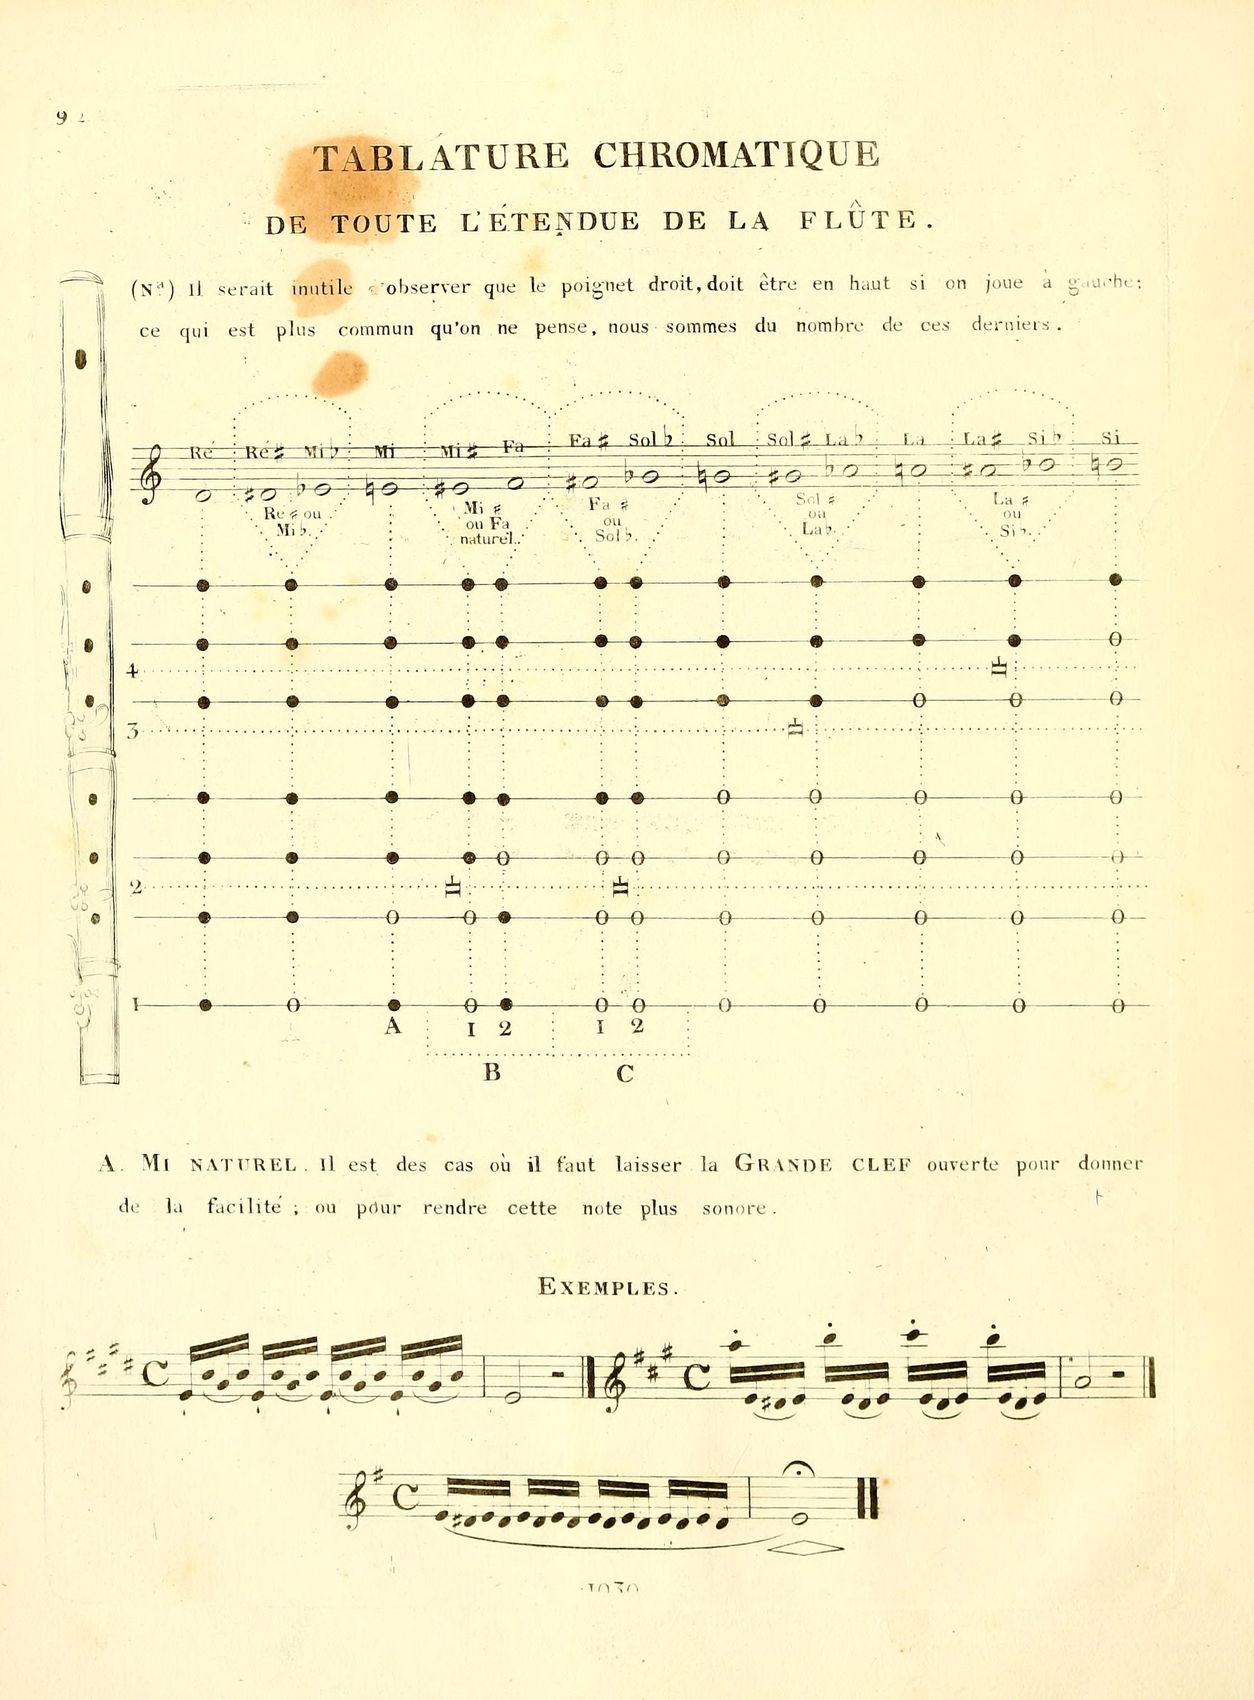 9
TABLATURE CHROMATIQUE
DE TOUTE L'ÉTENDUE DE LA FLÛTE.
(Nª) Il serait inutile d'observer que le poignet droit, doit être en haut si on joue à gauche:
ce qui est plus commun qu'on ne pense, nous sommes du nombre de ces derniers.
Ré Ré♯ Mi♭ Mi Mi♯ Fa Fa♯ Sol♭ Sol Sol♯ La♭ La La♯ Si♭ Si
Re♯ ou
Mi♭.
Mi ♯
ou Fa
naturel.
Fa ♯
ou
Sol♭.
Sol ♯
ou
La♭.
La ♯
ou
Si♭.
4
3
2
1
A 1 2 1 2
B C
A. MI NATUREL. Il est des cas où il faut laisser la GRANDE CLEF ouverte pour donner
de la facilité; ou pour rendre cette note plus sonore.
EXEMPLES.